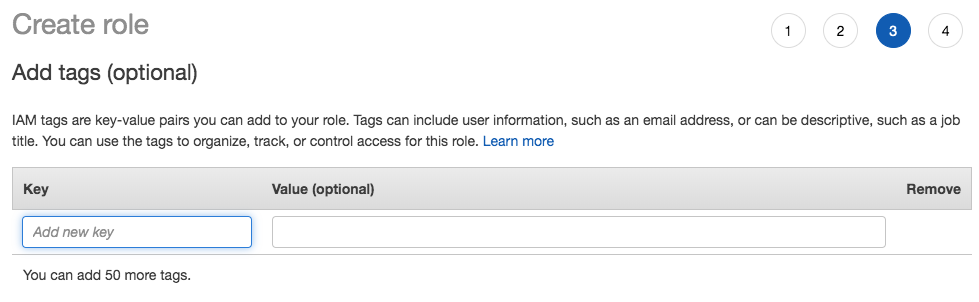 Create role
1 2 3 4
Add tags (optional)
IAM tags are key-value pairs you can add to your role. Tags can include user information, such as an email address, or can be descriptive, such as a job
title. You can use the tags to organize, track, or control access for this role. Learn more
Key Value (optional) Remove
Add new key
You can add 50 more tags.